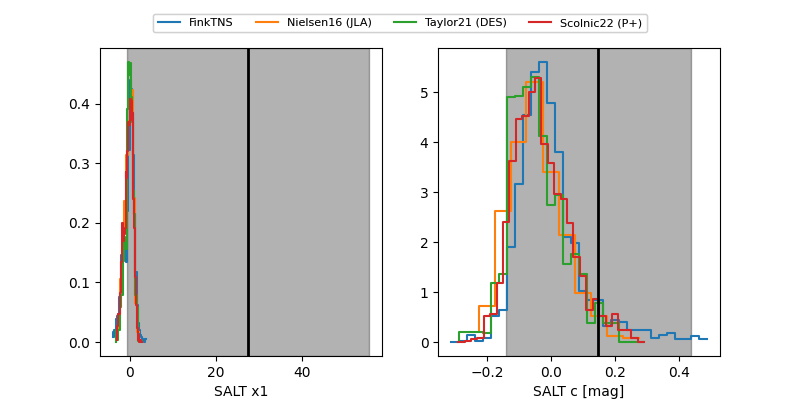 FinkTNS Nielsen16 (JLA) Taylor21 (DES) Scolnic22 (P+)
0.4
0.3
0.2
0.1
0.0
0 20 40
SALT x1
5
4
3
2
1
0
−0.2 0.0 0.2 0.4
SALT c [mag]